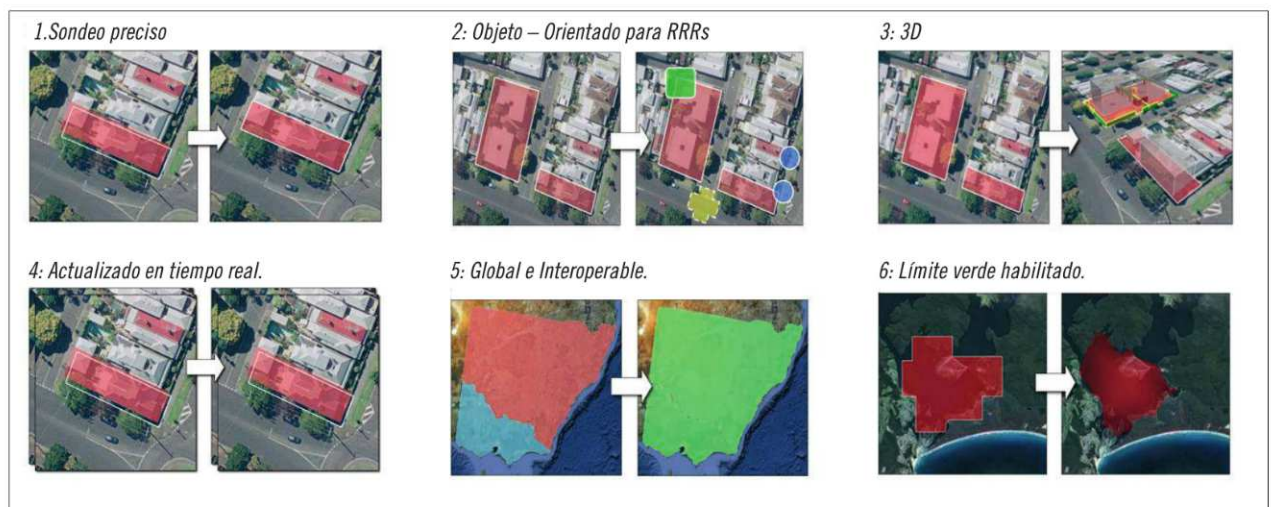 1.Sondeo preciso
2: Objeto – Orientado para RRRs
3: 3D
4: Actualizado en tiempo real.
5: Global e Interoperable.
6: Límite verde habilitado.